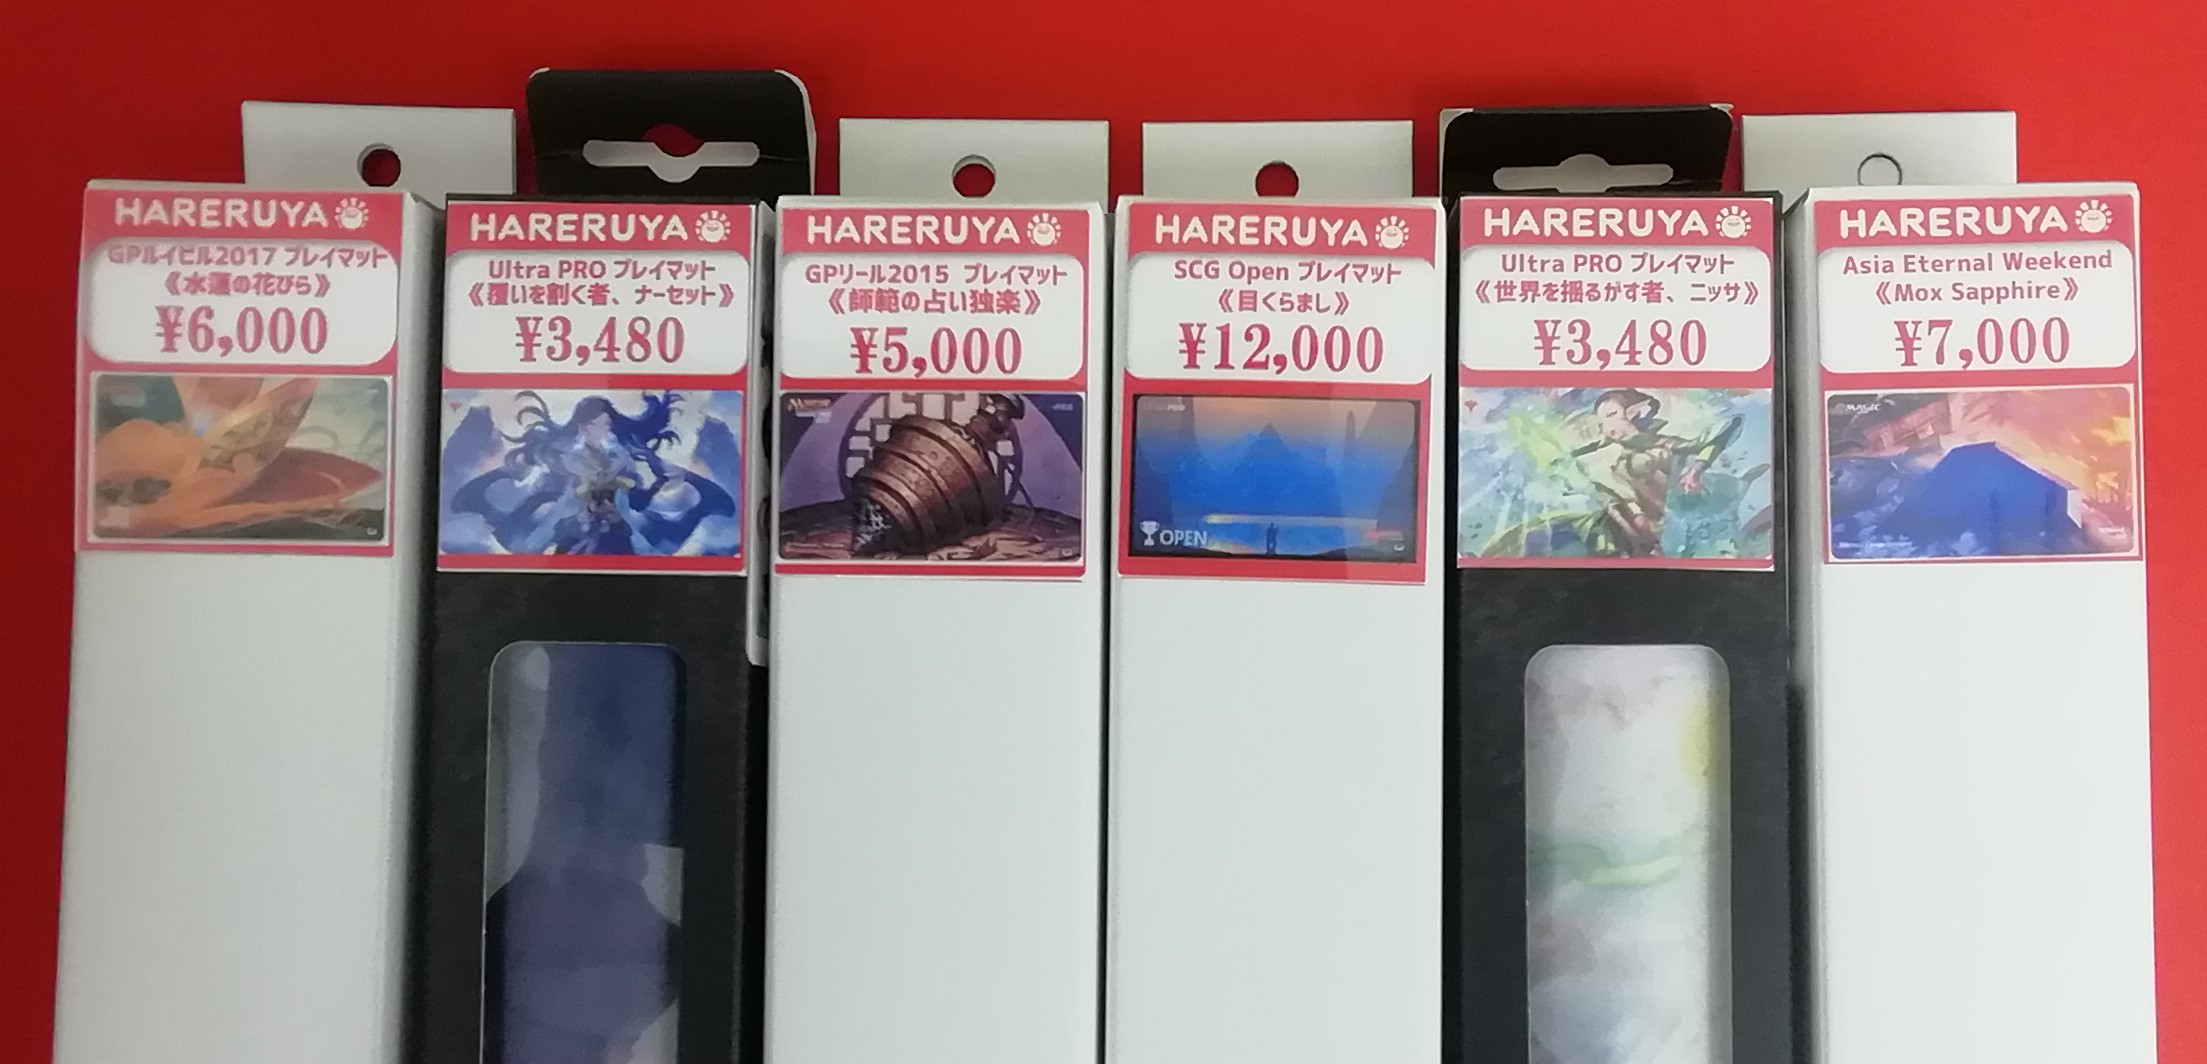 HARERUYA
GPルイビル2017 プレイマット
《水蓮の花びら》
¥6,000
HARERUYA
Ultra PRO プレイマット
《覆いを割く者、ナーセット》
¥3,480
HARERUYA
GPリール2015 プレイマット
《師範の占い独楽》
¥5,000
HARERUYA
SCG Open プレイマット
《目くらまし》
¥12,000
OPEN
HARERUYA
Ultra PRO プレイマット
《世界を揺るがす者、ニッサ》
¥3,480
HARERUYA
Asia Eternal Weekend
《Mox Sapphire》
¥7,000
MAGIC